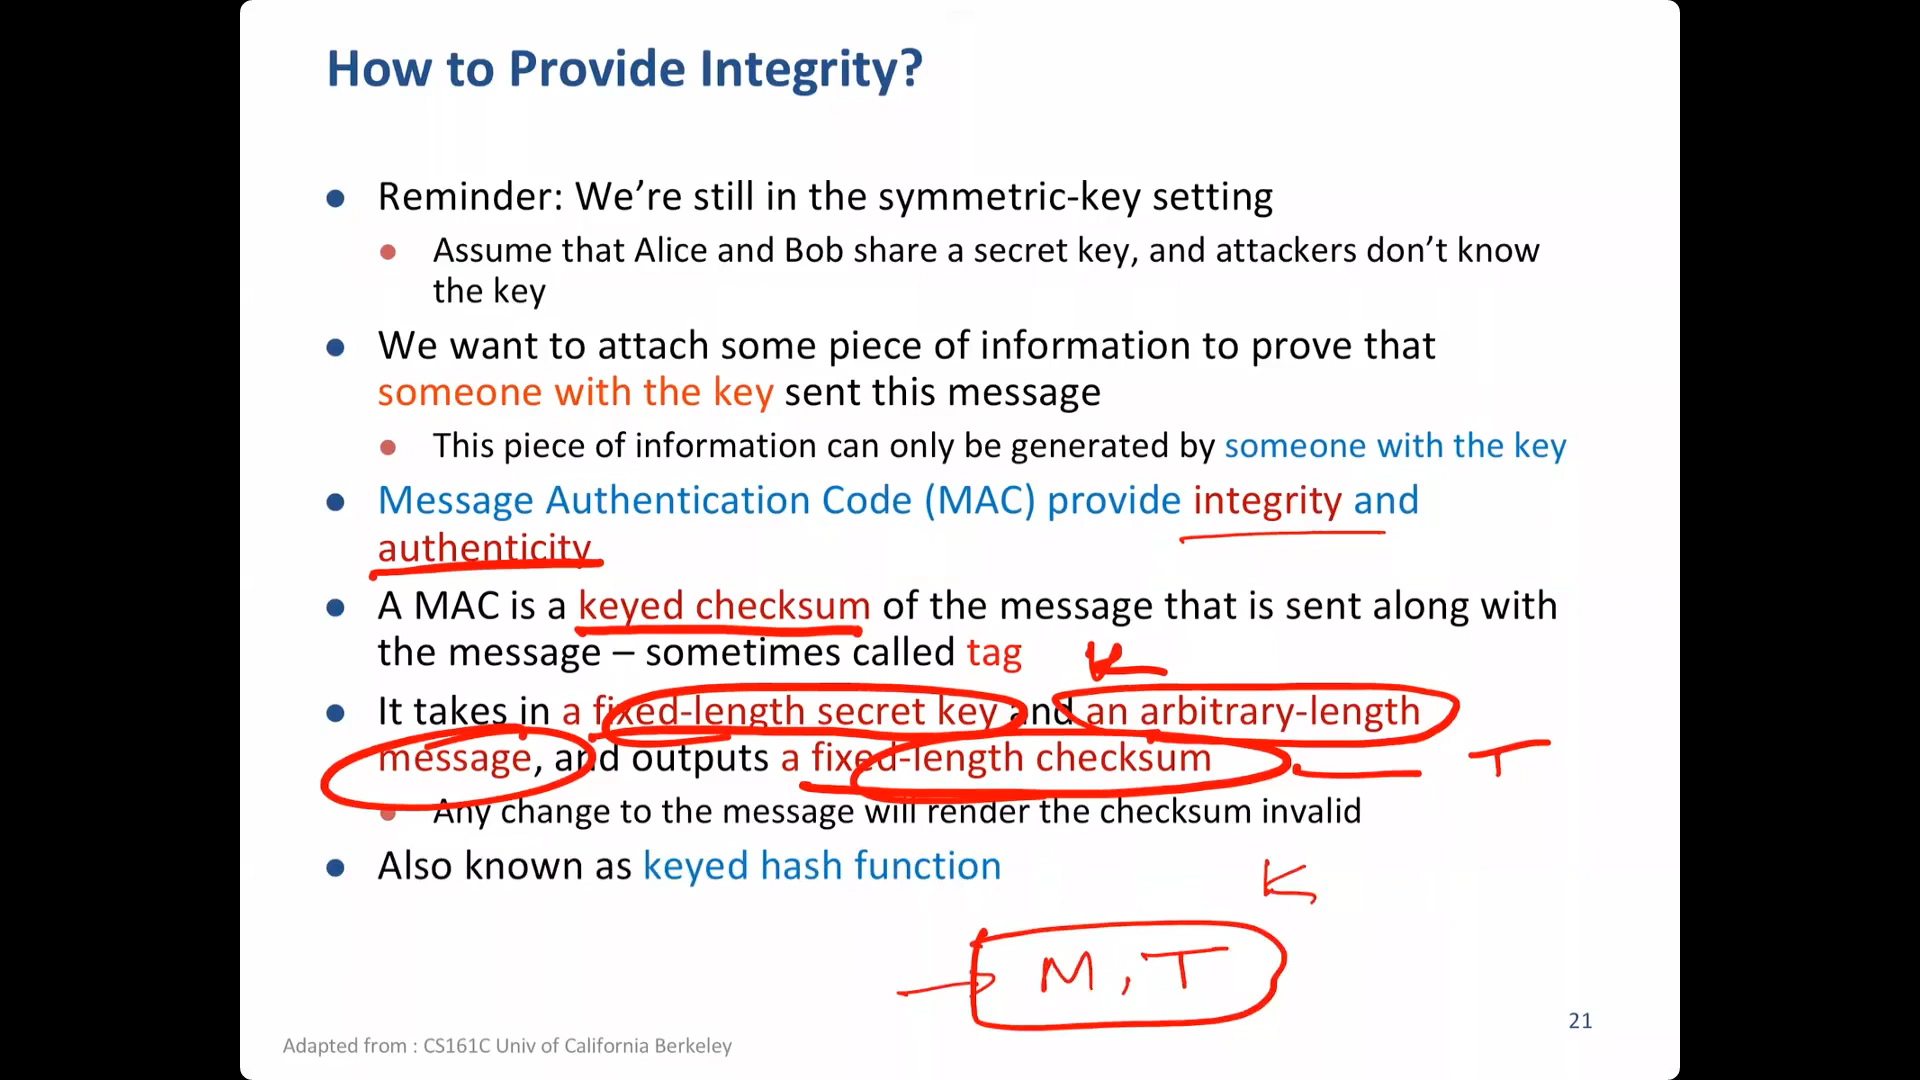 How to Provide Integrity?
Reminder: We're still in the symmetric-key setting
Assume that Alice and Bob share a secret key, and attackers don't know
the key
We want to attach some piece of information to prove that
someone with the key sent this message
This piece of information can only be generated by someone with the key
Message Authentication Code (MAC) provide integrity and
authenticity
A MAC is a keyed checksum of the message that is sent along with
the message – sometimes called tag
K
It takes in a fixed-length secret key and an arbitrary-length
message, and outputs a fixed-length checksum
T
Any change to the message will render the checksum invalid
Also known as keyed hash function
K
M, T
21
Adapted from : CS161C Univ of California Berkeley